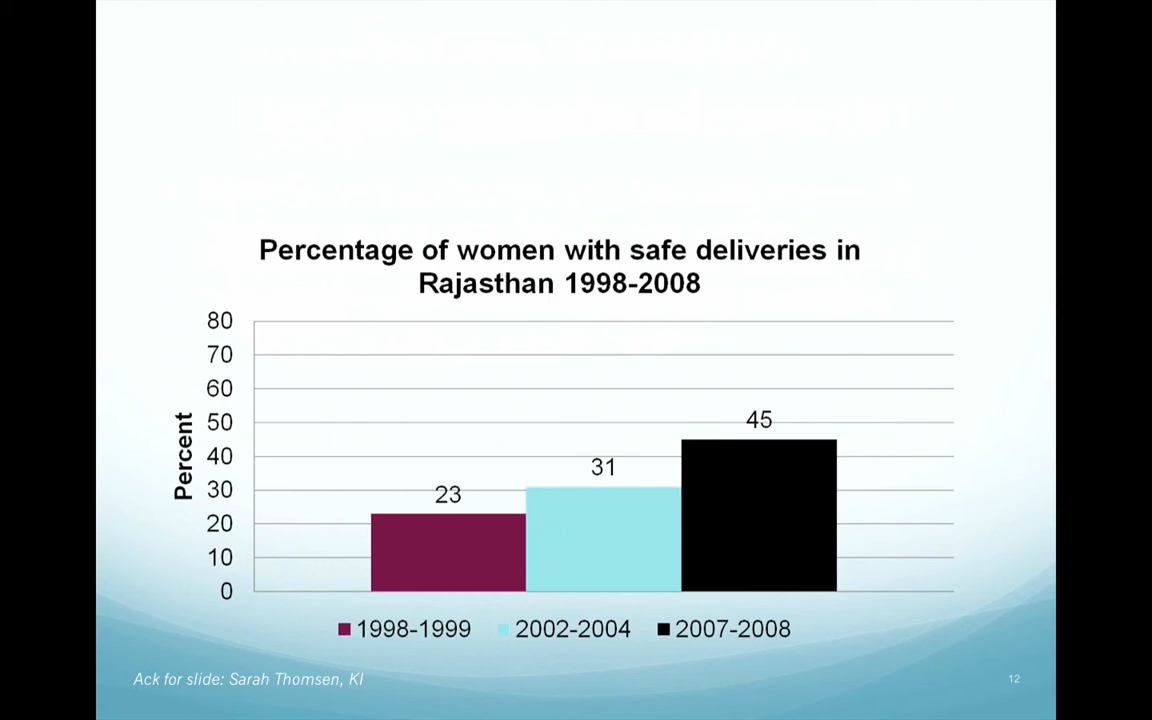 Percentage of women with safe deliveries in
Rajasthan 1998-2008
80
70
60
50
40
30
20
10
0
Percent
23
31
45
1998-1999 2002-2004 2007-2008
Ack for slide: Sarah Thomsen, KI
12